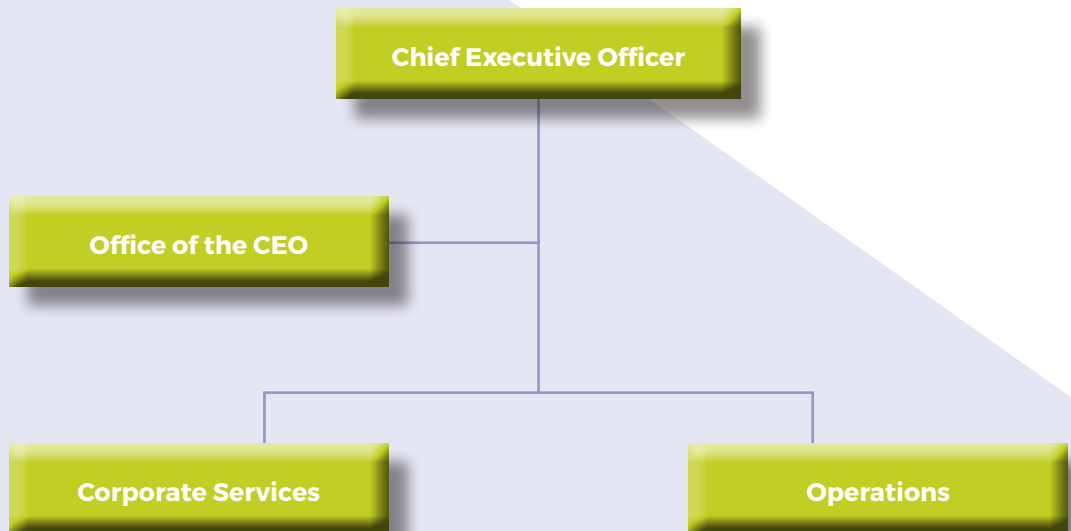 Chief Executive Officer
Office of the CEO
Corporate Services
Operations